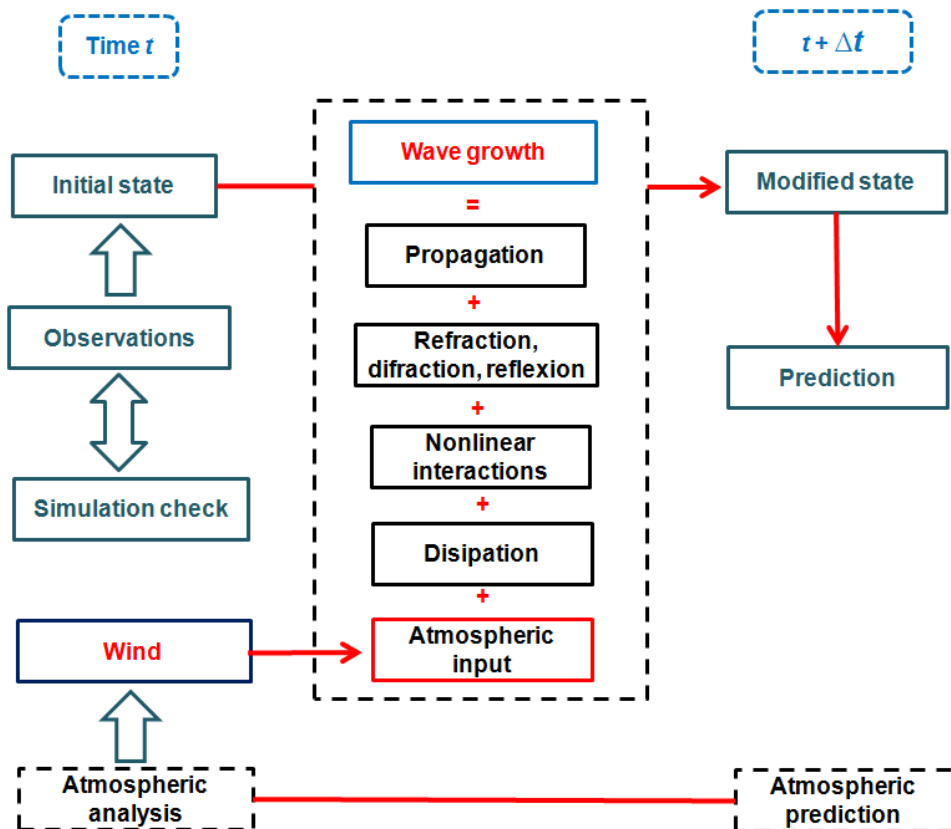 Time t
t + Δt
Initial state
Wave growth
Modified state
=
Propagation
+
Observations
Refraction,
difraction, reflexion
Prediction
+
Nonlinear
interactions
Simulation check
+
Disipation
+
Wind
Atmospheric
input
Atmospheric
analysis
Atmospheric
prediction